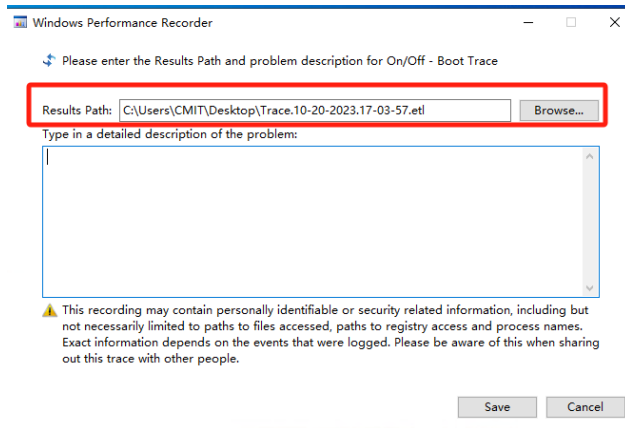 Windows Performance Recorder
Please enter the Results Path and problem description for On/Off - Boot Trace
Results Path: C:\Users\CMIT\Desktop\Trace.10-20-2023.17-03-57.etl Browse...
Type in a detailed description of the problem:
This recording may contain personally identifiable or security related information, including but
not necessarily limited to paths to files accessed, paths to registry access and process names.
Exact information depends on the events that were logged. Please be aware of this when sharing
out this trace with other people.
Save Cancel